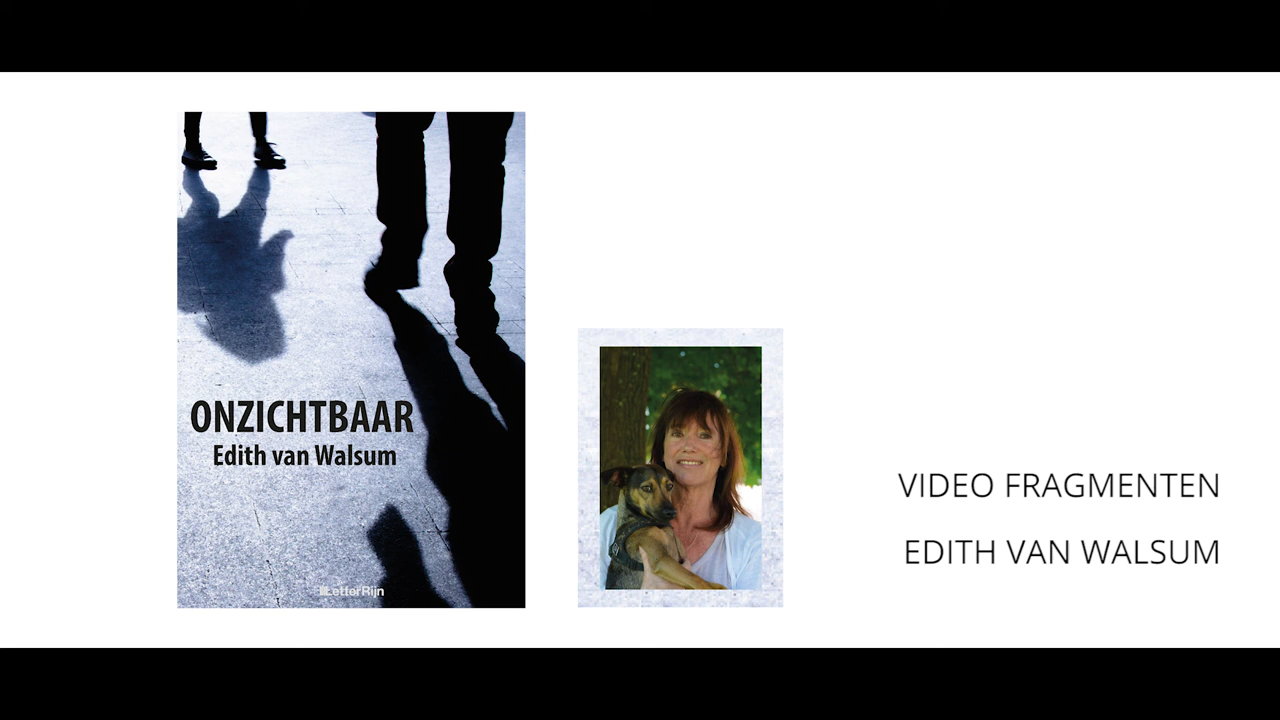 ONZICHTBAAR
Edith van Walsum
LetterRijn
VIDEO FRAGMENTEN
EDITH VAN WALSUM